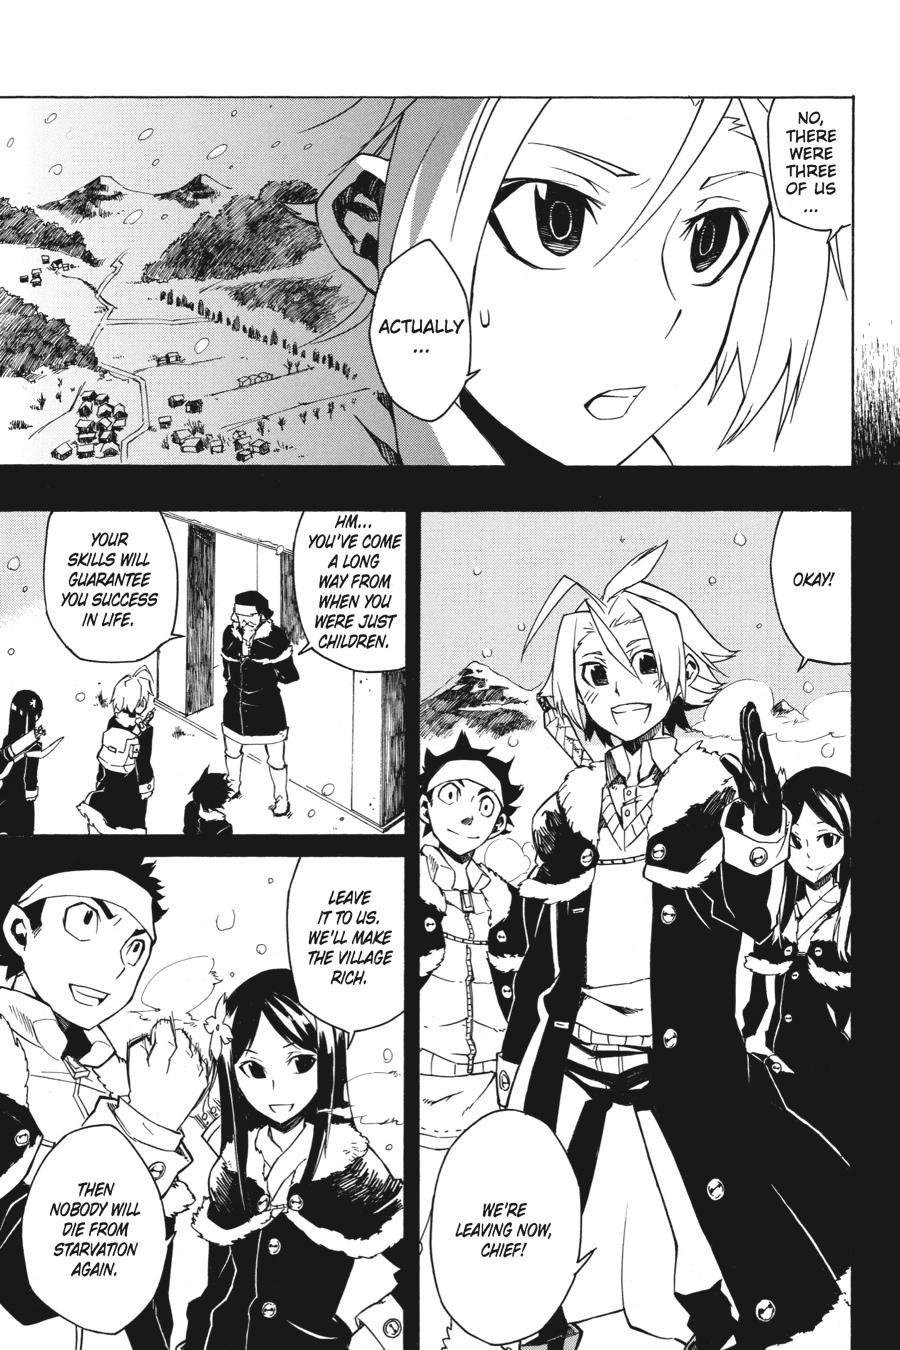 NO,
THERE
WERE
THREE
OF US
...
ACTUALLY
...
OKAY!
WE'RE
LEAVING NOW,
CHIEF!
HM...
YOU'VE COME
A LONG
WAY FROM
WHEN YOU
WERE JUST
CHILDREN.
YOUR
SKILLS WILL
GUARANTEE
YOU SUCCESS
IN LIFE.
LEAVE
IT TO US.
WE'LL MAKE
THE VILLAGE
RICH.
THEN
NOBODY WILL
DIE FROM
STARVATION
AGAIN.